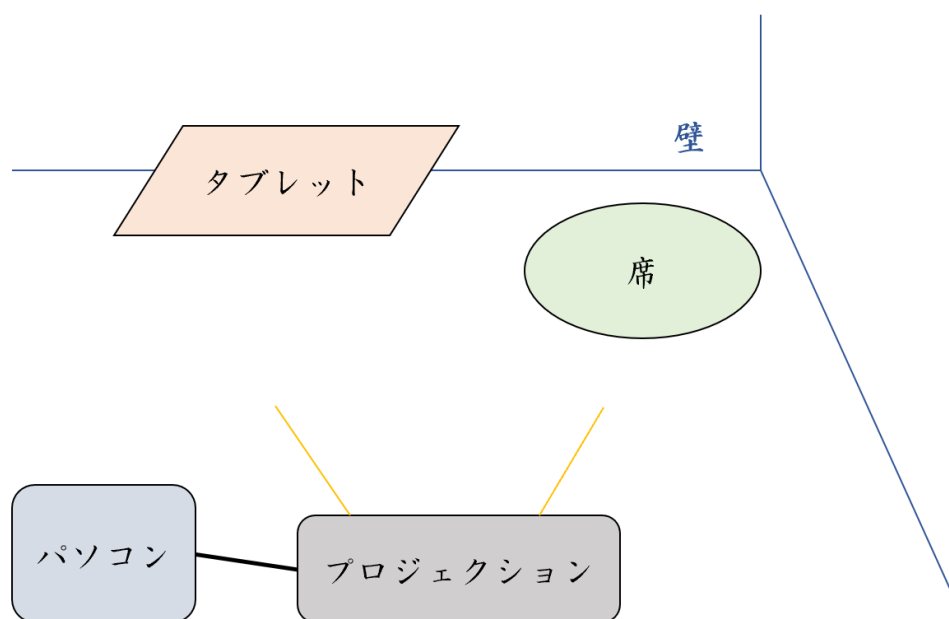 壁
タブレット
席
パソコン
プロジェクション